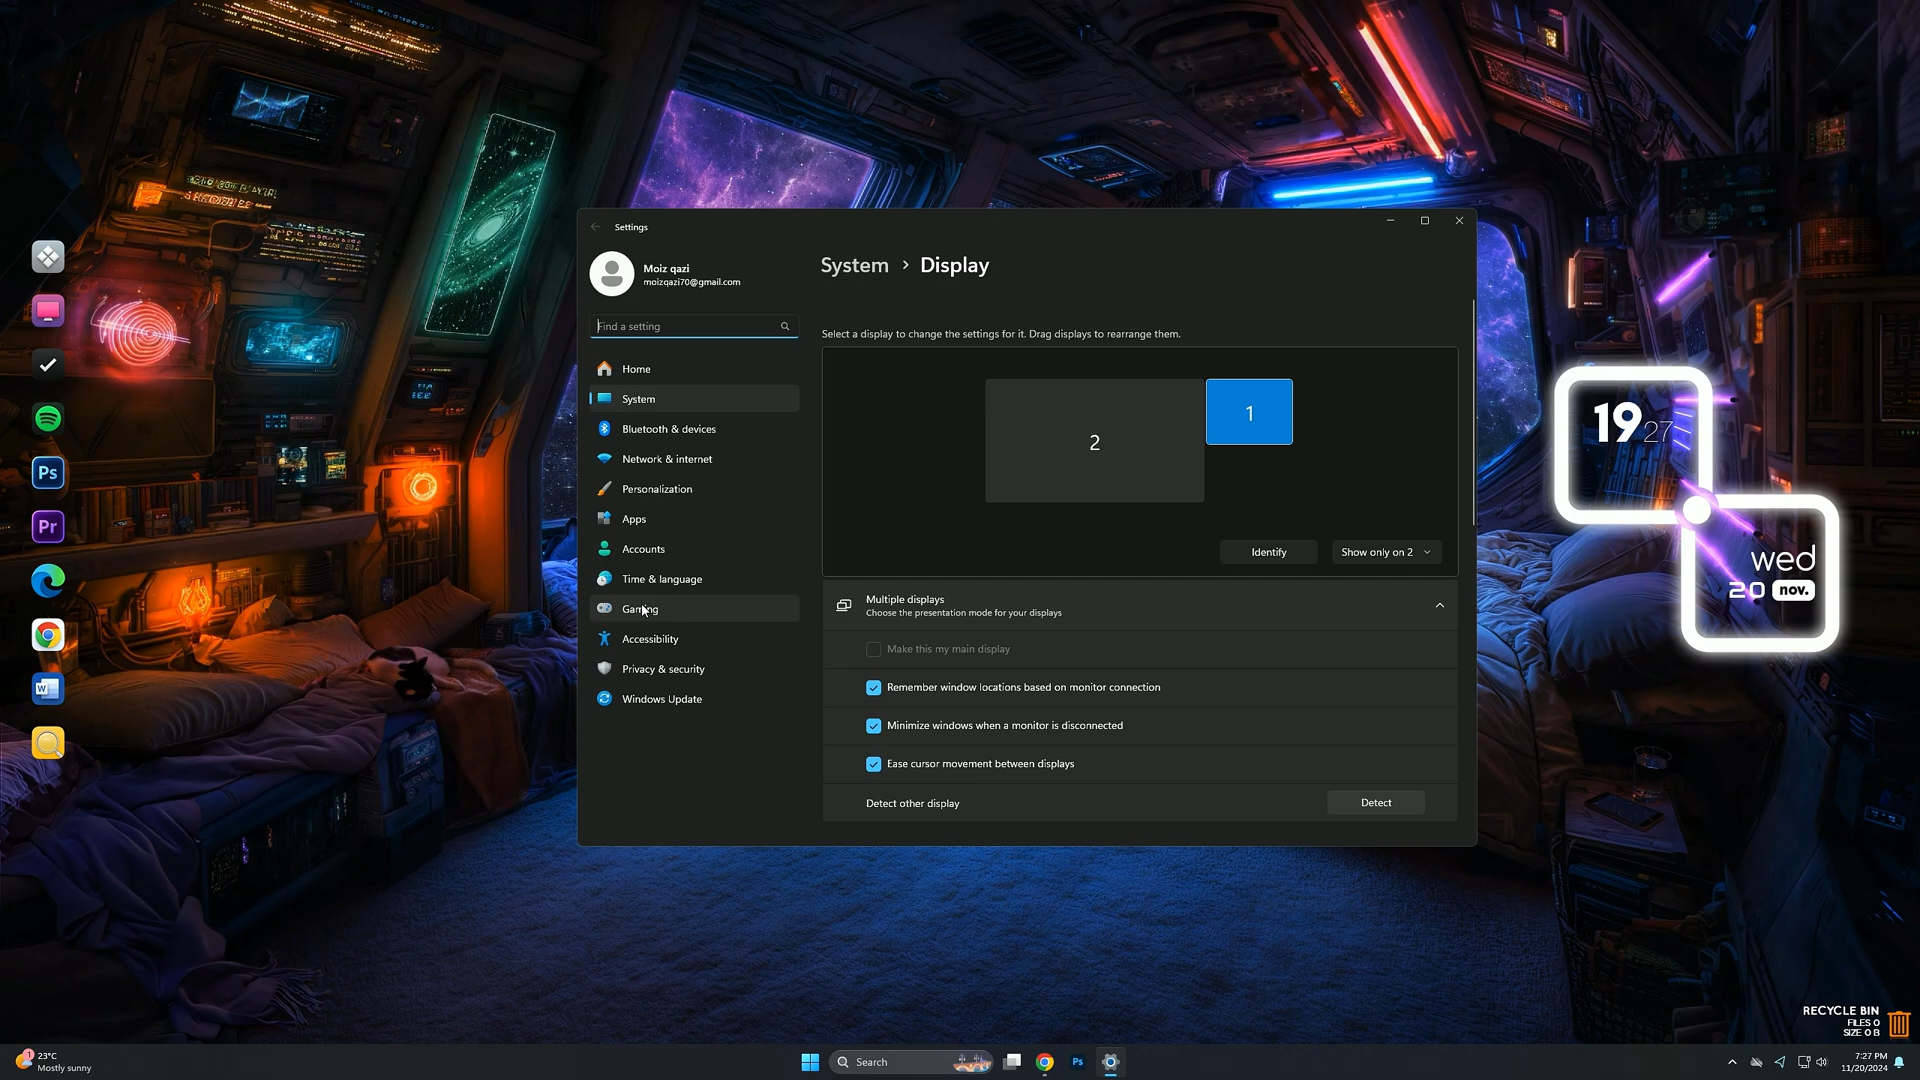 Settings
Moiz qazi
moizqazi70@gmail.com
Find a setting
Home
System
Bluetooth & devices
Network & internet
Personalization
Apps
Accounts
Time & language
Gaming
Accessibility
Privacy & security
Windows Update
System › Display
Select a display to change the settings for it. Drag displays to rearrange them.
2
1
Identify
Show only on 2
Multiple displays
Choose the presentation mode for your displays
Make this my main display
Remember window locations based on monitor connection
Minimize windows when a monitor is disconnected
Ease cursor movement between displays
Detect other display
Detect
Ps
Pr
W
19 27
wed
20 nov.
RECYCLE BIN
FILES 0
SIZE 0 B
1
23°C
Mostly sunny
Search
Ps
7:27 PM
11/20/2024